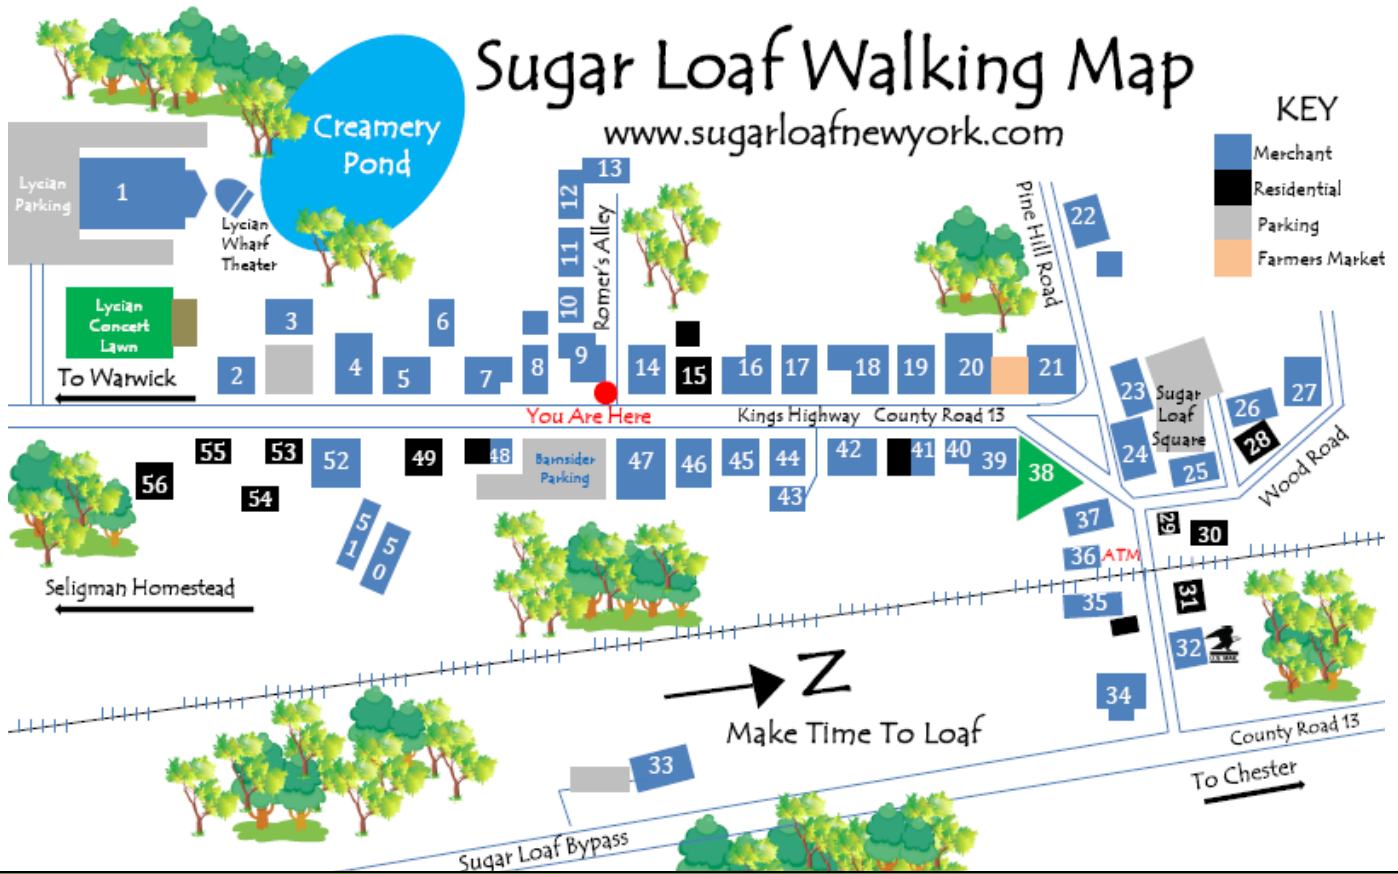 Sugar Loaf Walking Map
www.sugarloafnewyork.com
KEY
Merchant
Residential
Parking
Farmers Market
Creamery
Pond
Lycian
Parking
1
Lycian
Wharf
Theater
Lycian
Concert
Lawn
To Warwick
2
3
4
5
6
7
8
9
10
11
12
13
Romer's Alley
14
15
16
17
18
19
20
21
Pine Hill Road
22
23
Sugar
Loaf
Square
24
25
26
27
28
Wood Road
You Are Here
Kings Highway County Road 13
56
55
54
53
52
51
50
49
48
Barnsider
Parking
47
46
45
44
43
42
41
40
39
38
37
36 ATM
35
29
30
31
32
U.S. MAIL
34
Seligman Homestead
Z
Make Time To Loaf
33
County Road 13
To Chester
Sugar Loaf Bypass